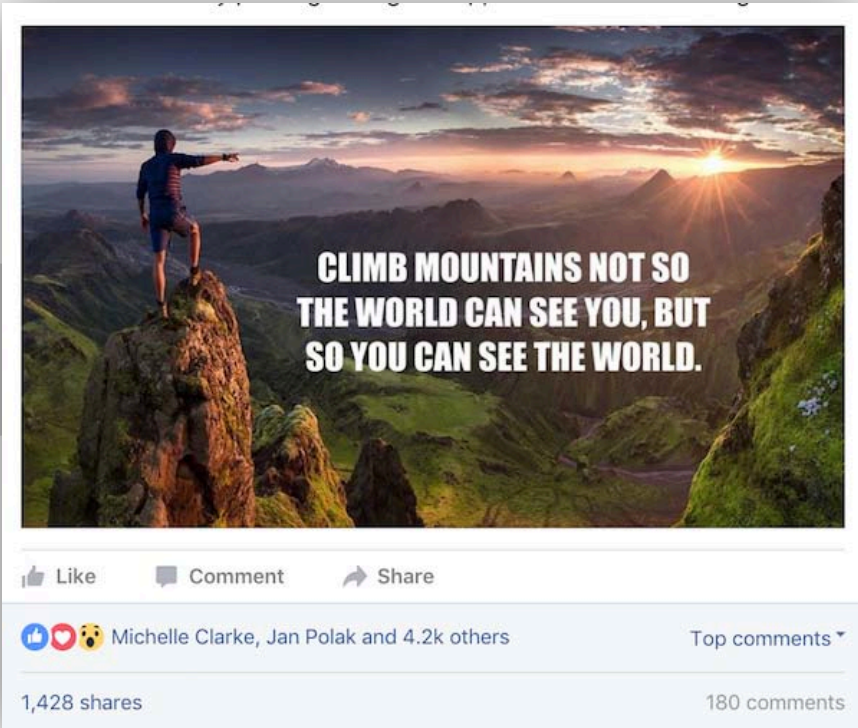 CLIMB MOUNTAINS NOT SO
THE WORLD CAN SEE YOU, BUT
SO YOU CAN SEE THE WORLD.
Like Comment Share
Michelle Clarke, Jan Polak and 4.2k others Top comments
1,428 shares 180 comments